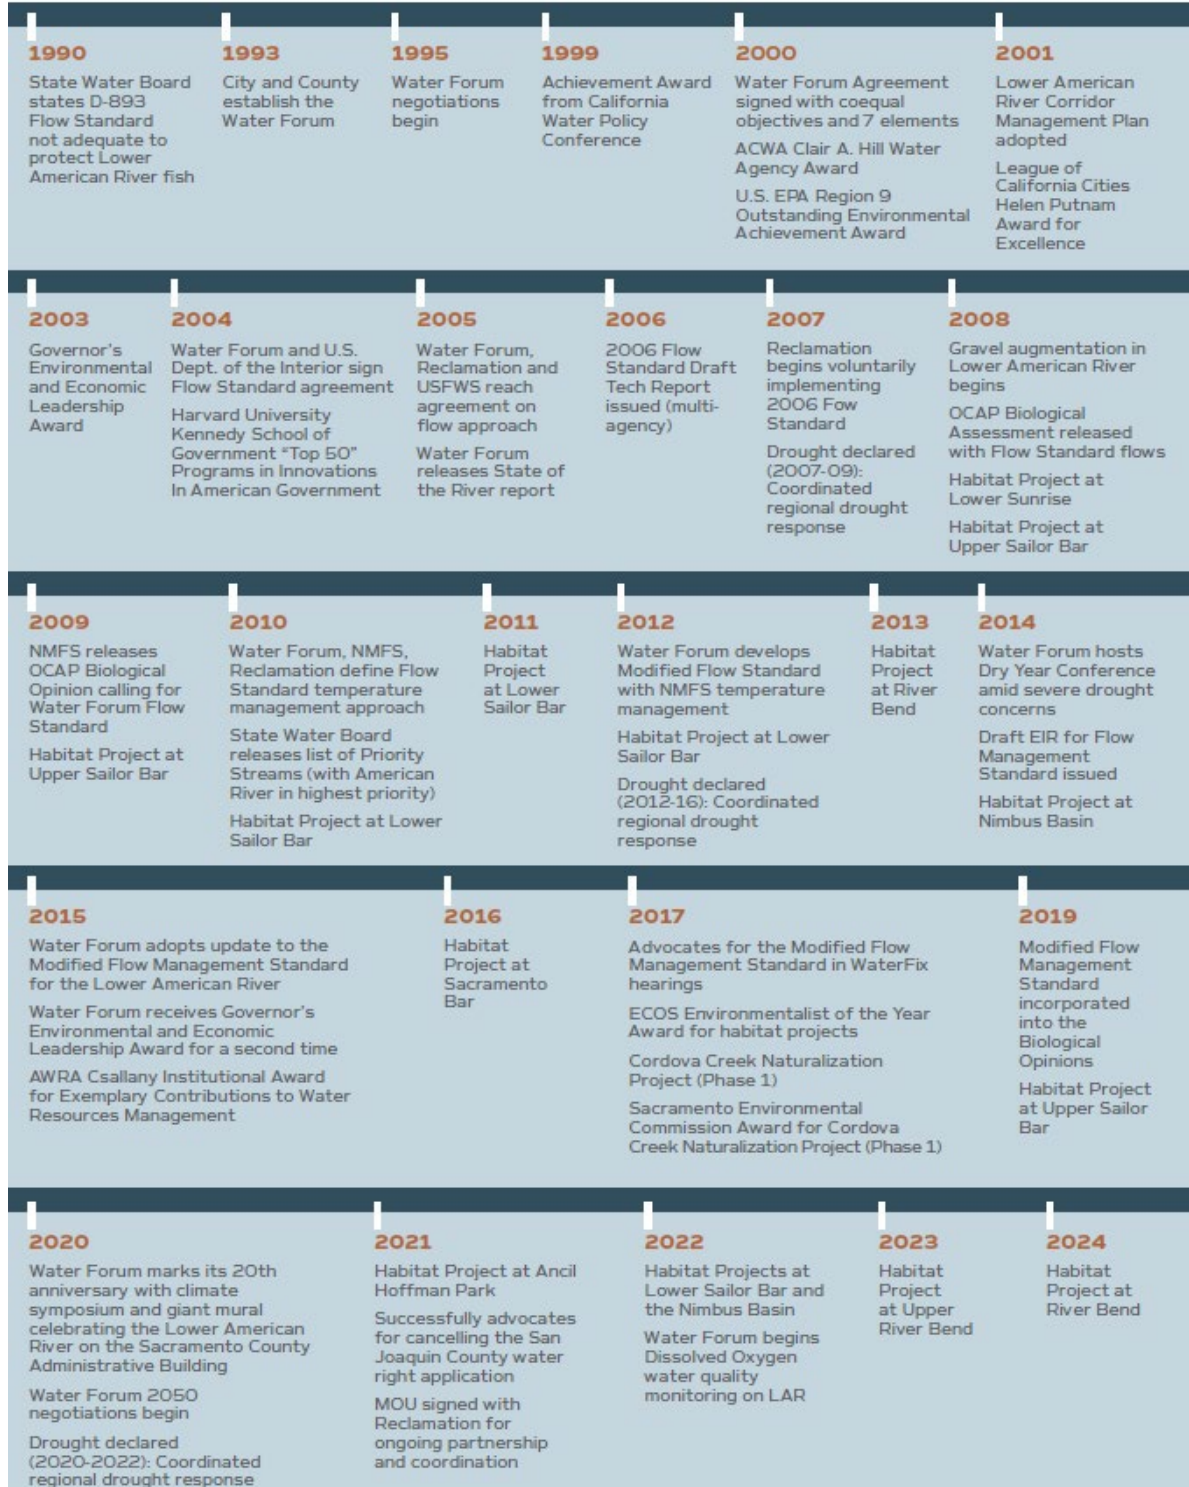 1990
State Water Board
states D-893
Flow Standard
not adequate to
protect Lower
American River fish
1993
City and County
establish the
Water Forum
1995
Water Forum
negotiations
begin
1999
Achievement Award
from California
Water Policy
Conference
2000
Water Forum Agreement
signed with coequal
objectives and 7 elements
ACWA Clair A. Hill Water
Agency Award
U.S. EPA Region 9
Outstanding Environmental
Achievement Award
2001
Lower American
River Corridor
Management Plan
adopted
League of
California Cities
Helen Putnam
Award for
Excellence
2003
Governor's
Environmental
and Economic
Leadership
Award
2004
Water Forum and U.S.
Dept. of the Interior sign
Flow Standard agreement
Harvard University
Kennedy School of
Government “Top 50”
Programs in Innovations
In American Government
2005
Water Forum,
Reclamation and
USFWS reach
agreement on
flow approach
Water Forum
releases State of
the River report
2006
2006 Flow
Standard Draft
Tech Report
issued (multi-
agency)
2007
Reclamation
begins voluntarily
implementing
2006 Fow
Standard
Drought declared
(2007-09):
Coordinated
regional drought
response
2008
Gravel augmentation in
Lower American River
begins
OCAP Biological
Assessment released
with Flow Standard flows
Habitat Project at
Lower Sunrise
Habitat Project at
Upper Sailor Bar
2009
NMFS releases
OCAP Biological
Opinion calling for
Water Forum Flow
Standard
Habitat Project at
Upper Sailor Bar
2010
Water Forum, NMFS,
Reclamation define Flow
Standard temperature
management approach
State Water Board
releases list of Priority
Streams (with American
River in highest priority)
Habitat Project at Lower
Sailor Bar
2011
Habitat
Project
at Lower
Sailor Bar
2012
Water Forum develops
Modified Flow Standard
with NMFS temperature
management
Habitat Project at Lower
Sailor Bar
Drought declared
(2012-16): Coordinated
regional drought
response
2013
Habitat
Project
at River
Bend
2014
Water Forum hosts
Dry Year Conference
amid severe drought
concerns
Draft EIR for Flow
Management
Standard issued
Habitat Project at
Nimbus Basin
2015
Water Forum adopts update to the
Modified Flow Management Standard
for the Lower American River
Water Forum receives Governor's
Environmental and Economic
Leadership Award for a second time
AWRA Csallany Institutional Award
for Exemplary Contributions to Water
Resources Management
2016
Habitat
Project at
Sacramento
Bar
2017
Advocates for the Modified Flow
Management Standard in WaterFix
hearings
ECOS Environmentalist of the Year
Award for habitat projects
Cordova Creek Naturalization
Project (Phase 1)
Sacramento Environmental
Commission Award for Cordova
Creek Naturalization Project (Phase 1)
2019
Modified Flow
Management
Standard
incorporated
into the
Biological
Opinions
Habitat Project
at Upper Sailor
Bar
2020
Water Forum marks its 20th
anniversary with climate
symposium and giant mural
celebrating the Lower American
River on the Sacramento County
Administrative Building
Water Forum 2050
negotiations begin
Drought declared
(2020-2022): Coordinated
regional drought response
2021
Habitat Project at Ancil
Hoffman Park
Successfully advocates
for cancelling the San
Joaquin County water
right application
MOU signed with
Reclamation for
ongoing partnership
and coordination
2022
Habitat Projects at
Lower Sailor Bar and
the Nimbus Basin
Water Forum begins
Dissolved Oxygen
water quality
monitoring on LAR
2023
Habitat
Project
at Upper
River Bend
2024
Habitat
Project at
River Bend